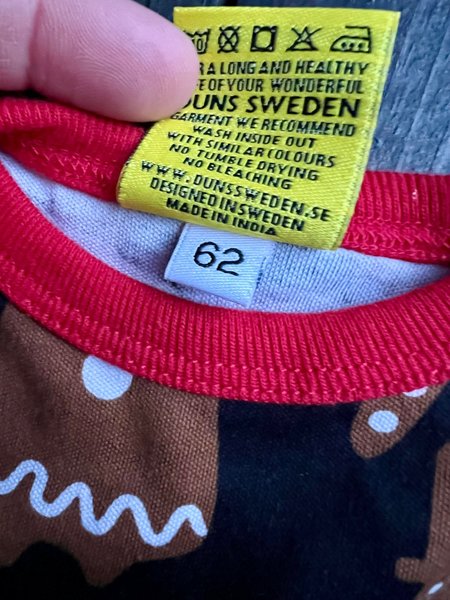 A LONG AND HEALTHY
OF YOUR WONDERFUL
DUNS SWEDEN
GARMENT WE RECOMMEND
WASH INSIDE OUT
WITH SIMILAR COLOURS
NO TUMBLE DRYING
NO BLEACHING
WWW.DUNSSWEDEN.SE
DESIGNED IN SWEDEN
MADE IN INDIA
62